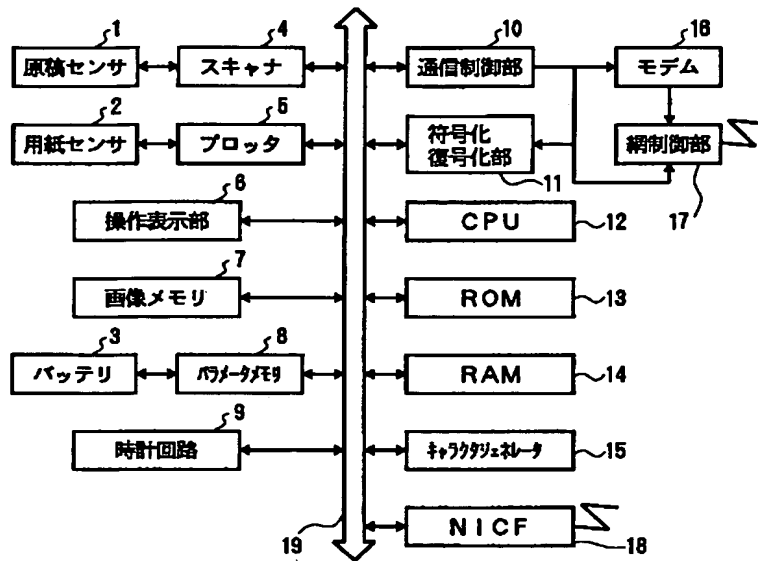 1
原稿センサ
4
スキャナ
10
通信制御部
16
モデム
2
用紙センサ
5
プロッタ
符号化
復号化部
11
網制御部
17
6
操作表示部
CPU
12
7
画像メモリ
ROM
13
3
バッテリ
8
パラメータメモリ
RAM
14
9
時計回路
キャラクタジェネレータ
15
19
NICF
18